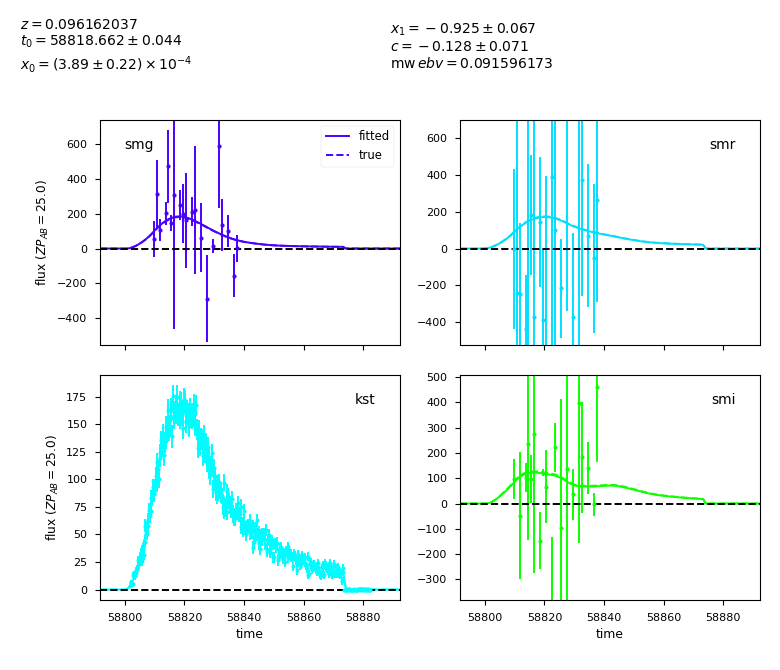 z = 0.096162037
t₀ = 58818.662 ± 0.044
x₀ = (3.89 ± 0.22) × 10⁻⁴
x₁ = −0.925 ± 0.067
c = −0.128 ± 0.071
mw ebv = 0.091596173
smg
fitted
true
600
400
200
0
−200
−400
flux (ZP_AB = 25.0)
smr
600
400
200
0
−200
−400
kst
175
150
125
100
75
50
25
0
flux (ZP_AB = 25.0)
58800 58820 58840 58860 58880
time
smi
500
400
300
200
100
0
−100
−200
−300
58800 58820 58840 58860 58880
time